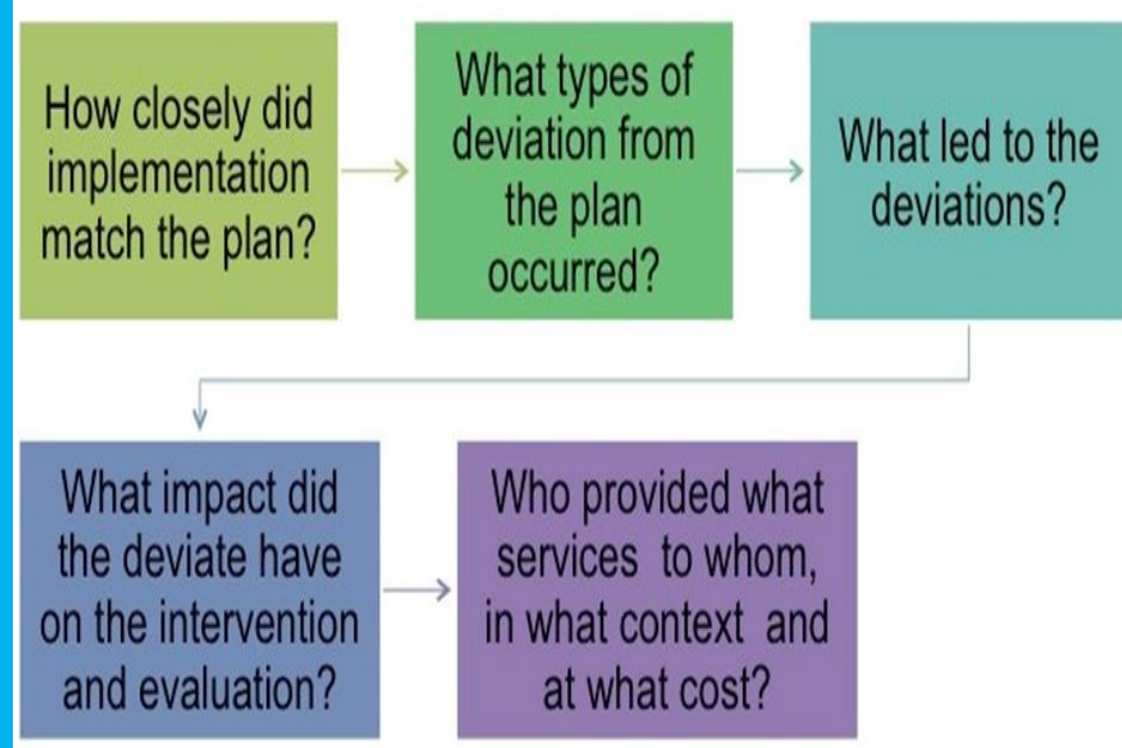 How closely did
implementation
match the plan?
What types of
deviation from
the plan
occurred?
What led to the
deviations?
What impact did
the deviate have
on the intervention
and evaluation?
Who provided what
services to whom,
in what context and
at what cost?